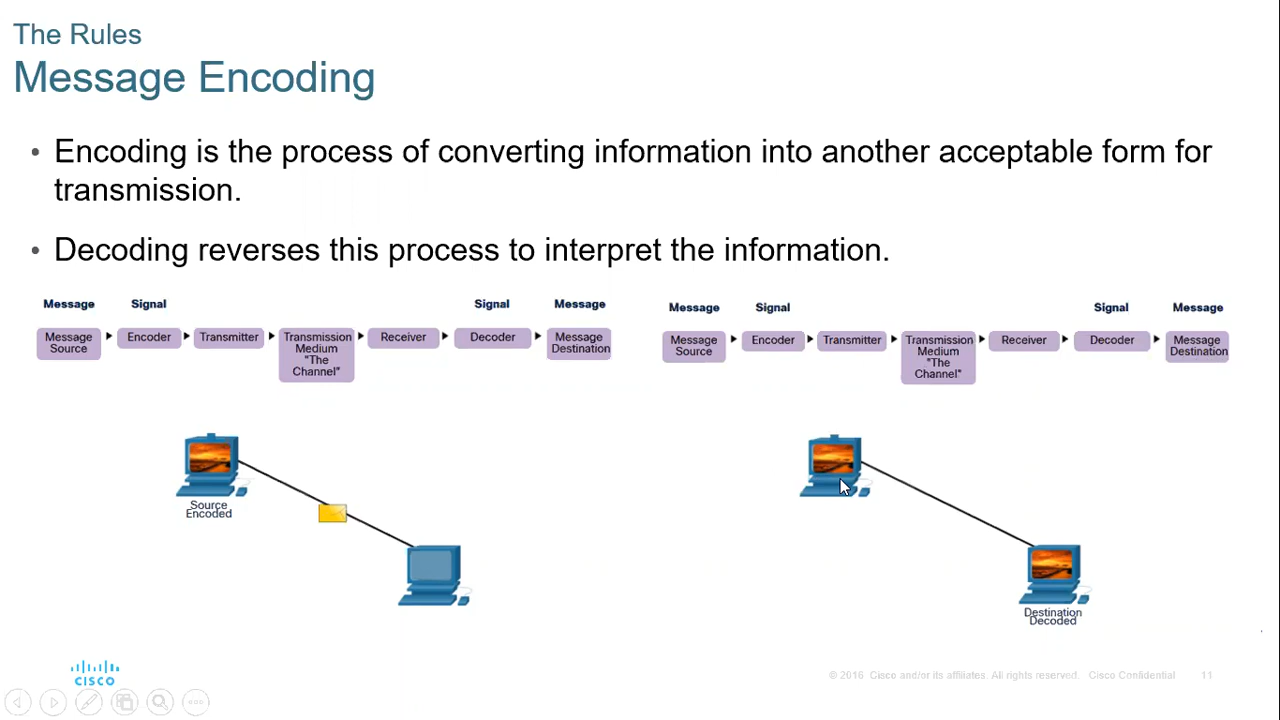 The Rules
Message Encoding
• Encoding is the process of converting information into another acceptable form for
transmission.
• Decoding reverses this process to interpret the information.
Message Signal Signal Message
Message Source Encoder Transmitter Transmission Medium "The Channel" Receiver Decoder Message Destination
Message Signal Signal Message
Message Source Encoder Transmitter Transmission Medium "The Channel" Receiver Decoder Message Destination
Source
Encoded
Destination
Decoded
CISCO
© 2016 Cisco and/or its affiliates. All rights reserved. Cisco Confidential 11